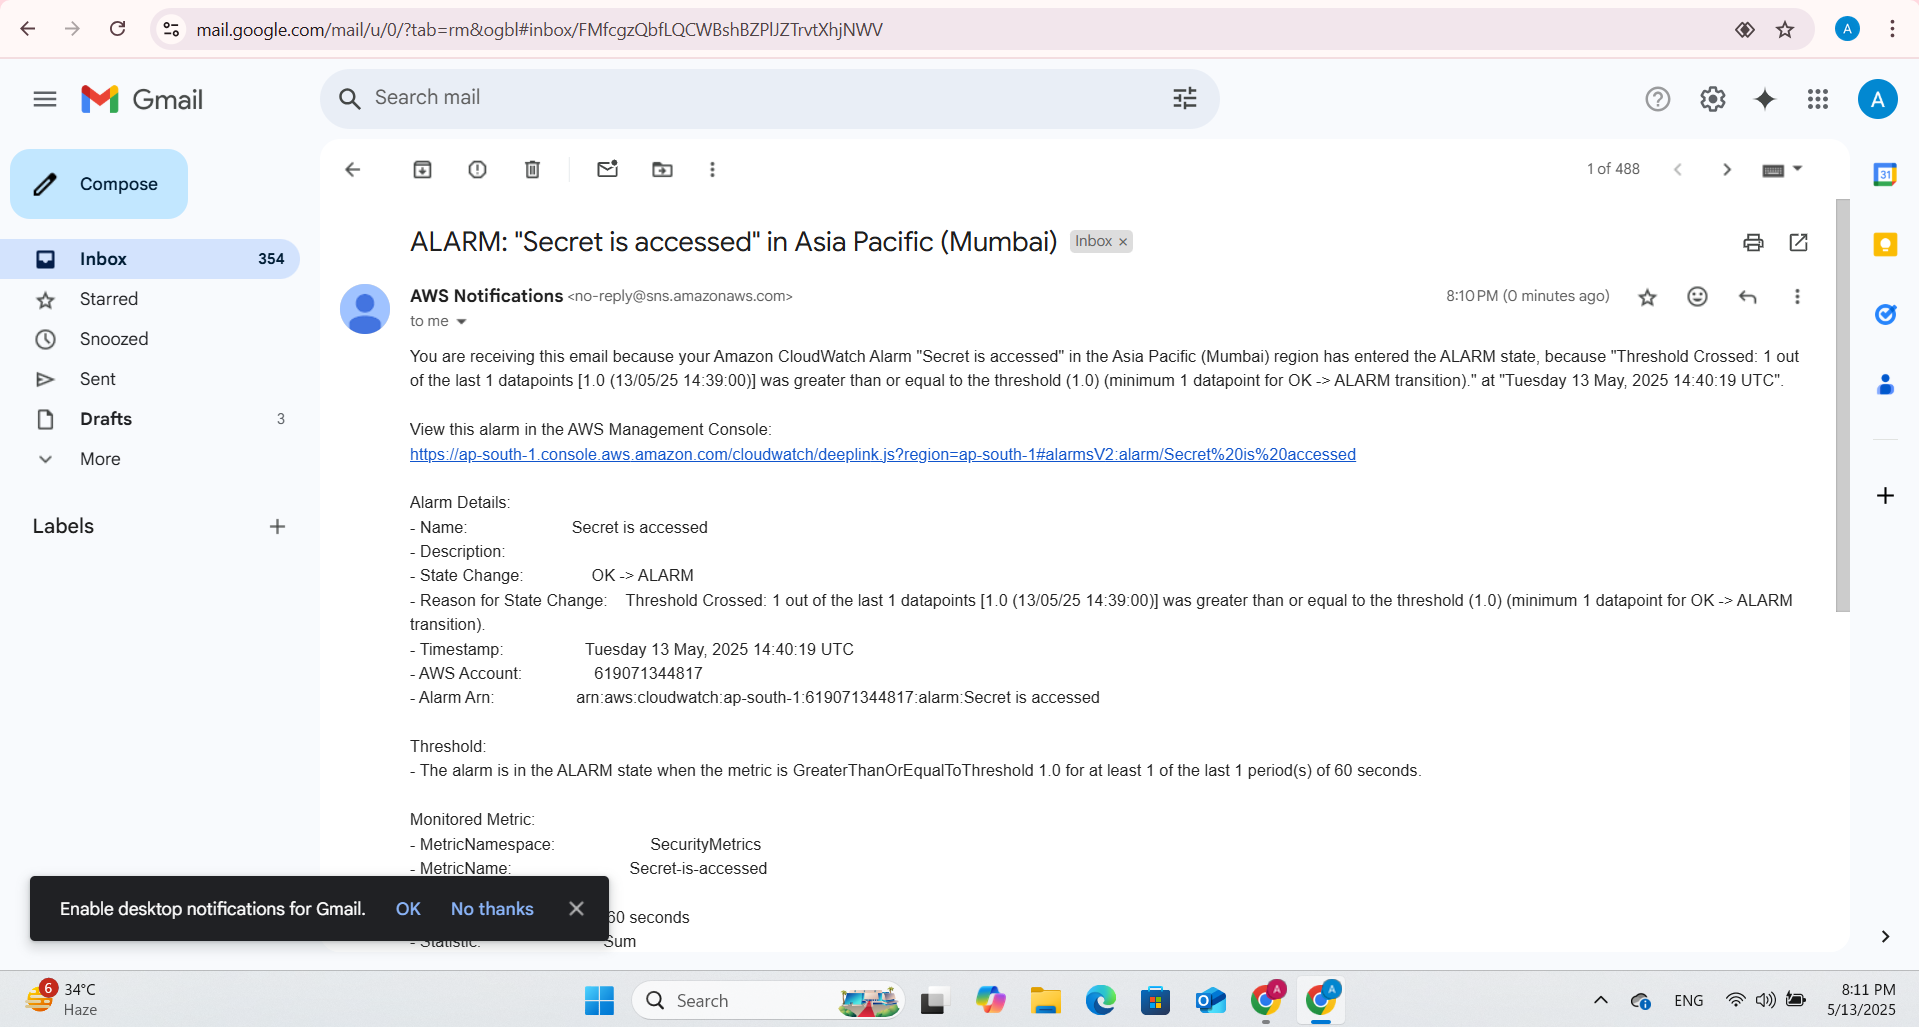 mail.google.com/mail/u/0/?tab=rm&ogbl#inbox/FMfcgzQbfLQCWBshBZPlJZTrvtXhjNWV
A
Gmail
Search mail
A
Compose
1 of 488
31
Inbox 354
Starred
Snoozed
Sent
Drafts 3
More
Labels
ALARM: "Secret is accessed" in Asia Pacific (Mumbai) Inbox ×
AWS Notifications <no-reply@sns.amazonaws.com> 8:10 PM (0 minutes ago)
to me
You are receiving this email because your Amazon CloudWatch Alarm "Secret is accessed" in the Asia Pacific (Mumbai) region has entered the ALARM state, because "Threshold Crossed: 1 out
of the last 1 datapoints [1.0 (13/05/25 14:39:00)] was greater than or equal to the threshold (1.0) (minimum 1 datapoint for OK -> ALARM transition)." at "Tuesday 13 May, 2025 14:40:19 UTC".
View this alarm in the AWS Management Console:
https://ap-south-1.console.aws.amazon.com/cloudwatch/deeplink.js?region=ap-south-1#alarmsV2:alarm/Secret%20is%20accessed
Alarm Details:
- Name: Secret is accessed
- Description:
- State Change: OK -> ALARM
- Reason for State Change: Threshold Crossed: 1 out of the last 1 datapoints [1.0 (13/05/25 14:39:00)] was greater than or equal to the threshold (1.0) (minimum 1 datapoint for OK -> ALARM
transition).
- Timestamp: Tuesday 13 May, 2025 14:40:19 UTC
- AWS Account: 619071344817
- Alarm Arn: arn:aws:cloudwatch:ap-south-1:619071344817:alarm:Secret is accessed
Threshold:
- The alarm is in the ALARM state when the metric is GreaterThanOrEqualToThreshold 1.0 for at least 1 of the last 1 period(s) of 60 seconds.
Monitored Metric:
- MetricNamespace: SecurityMetrics
- MetricName: Secret-is-accessed
60 seconds
- Statistic: Sum
Enable desktop notifications for Gmail. OK No thanks
6
34°C
Haze
Search
A
A
ENG
8:11 PM
5/13/2025